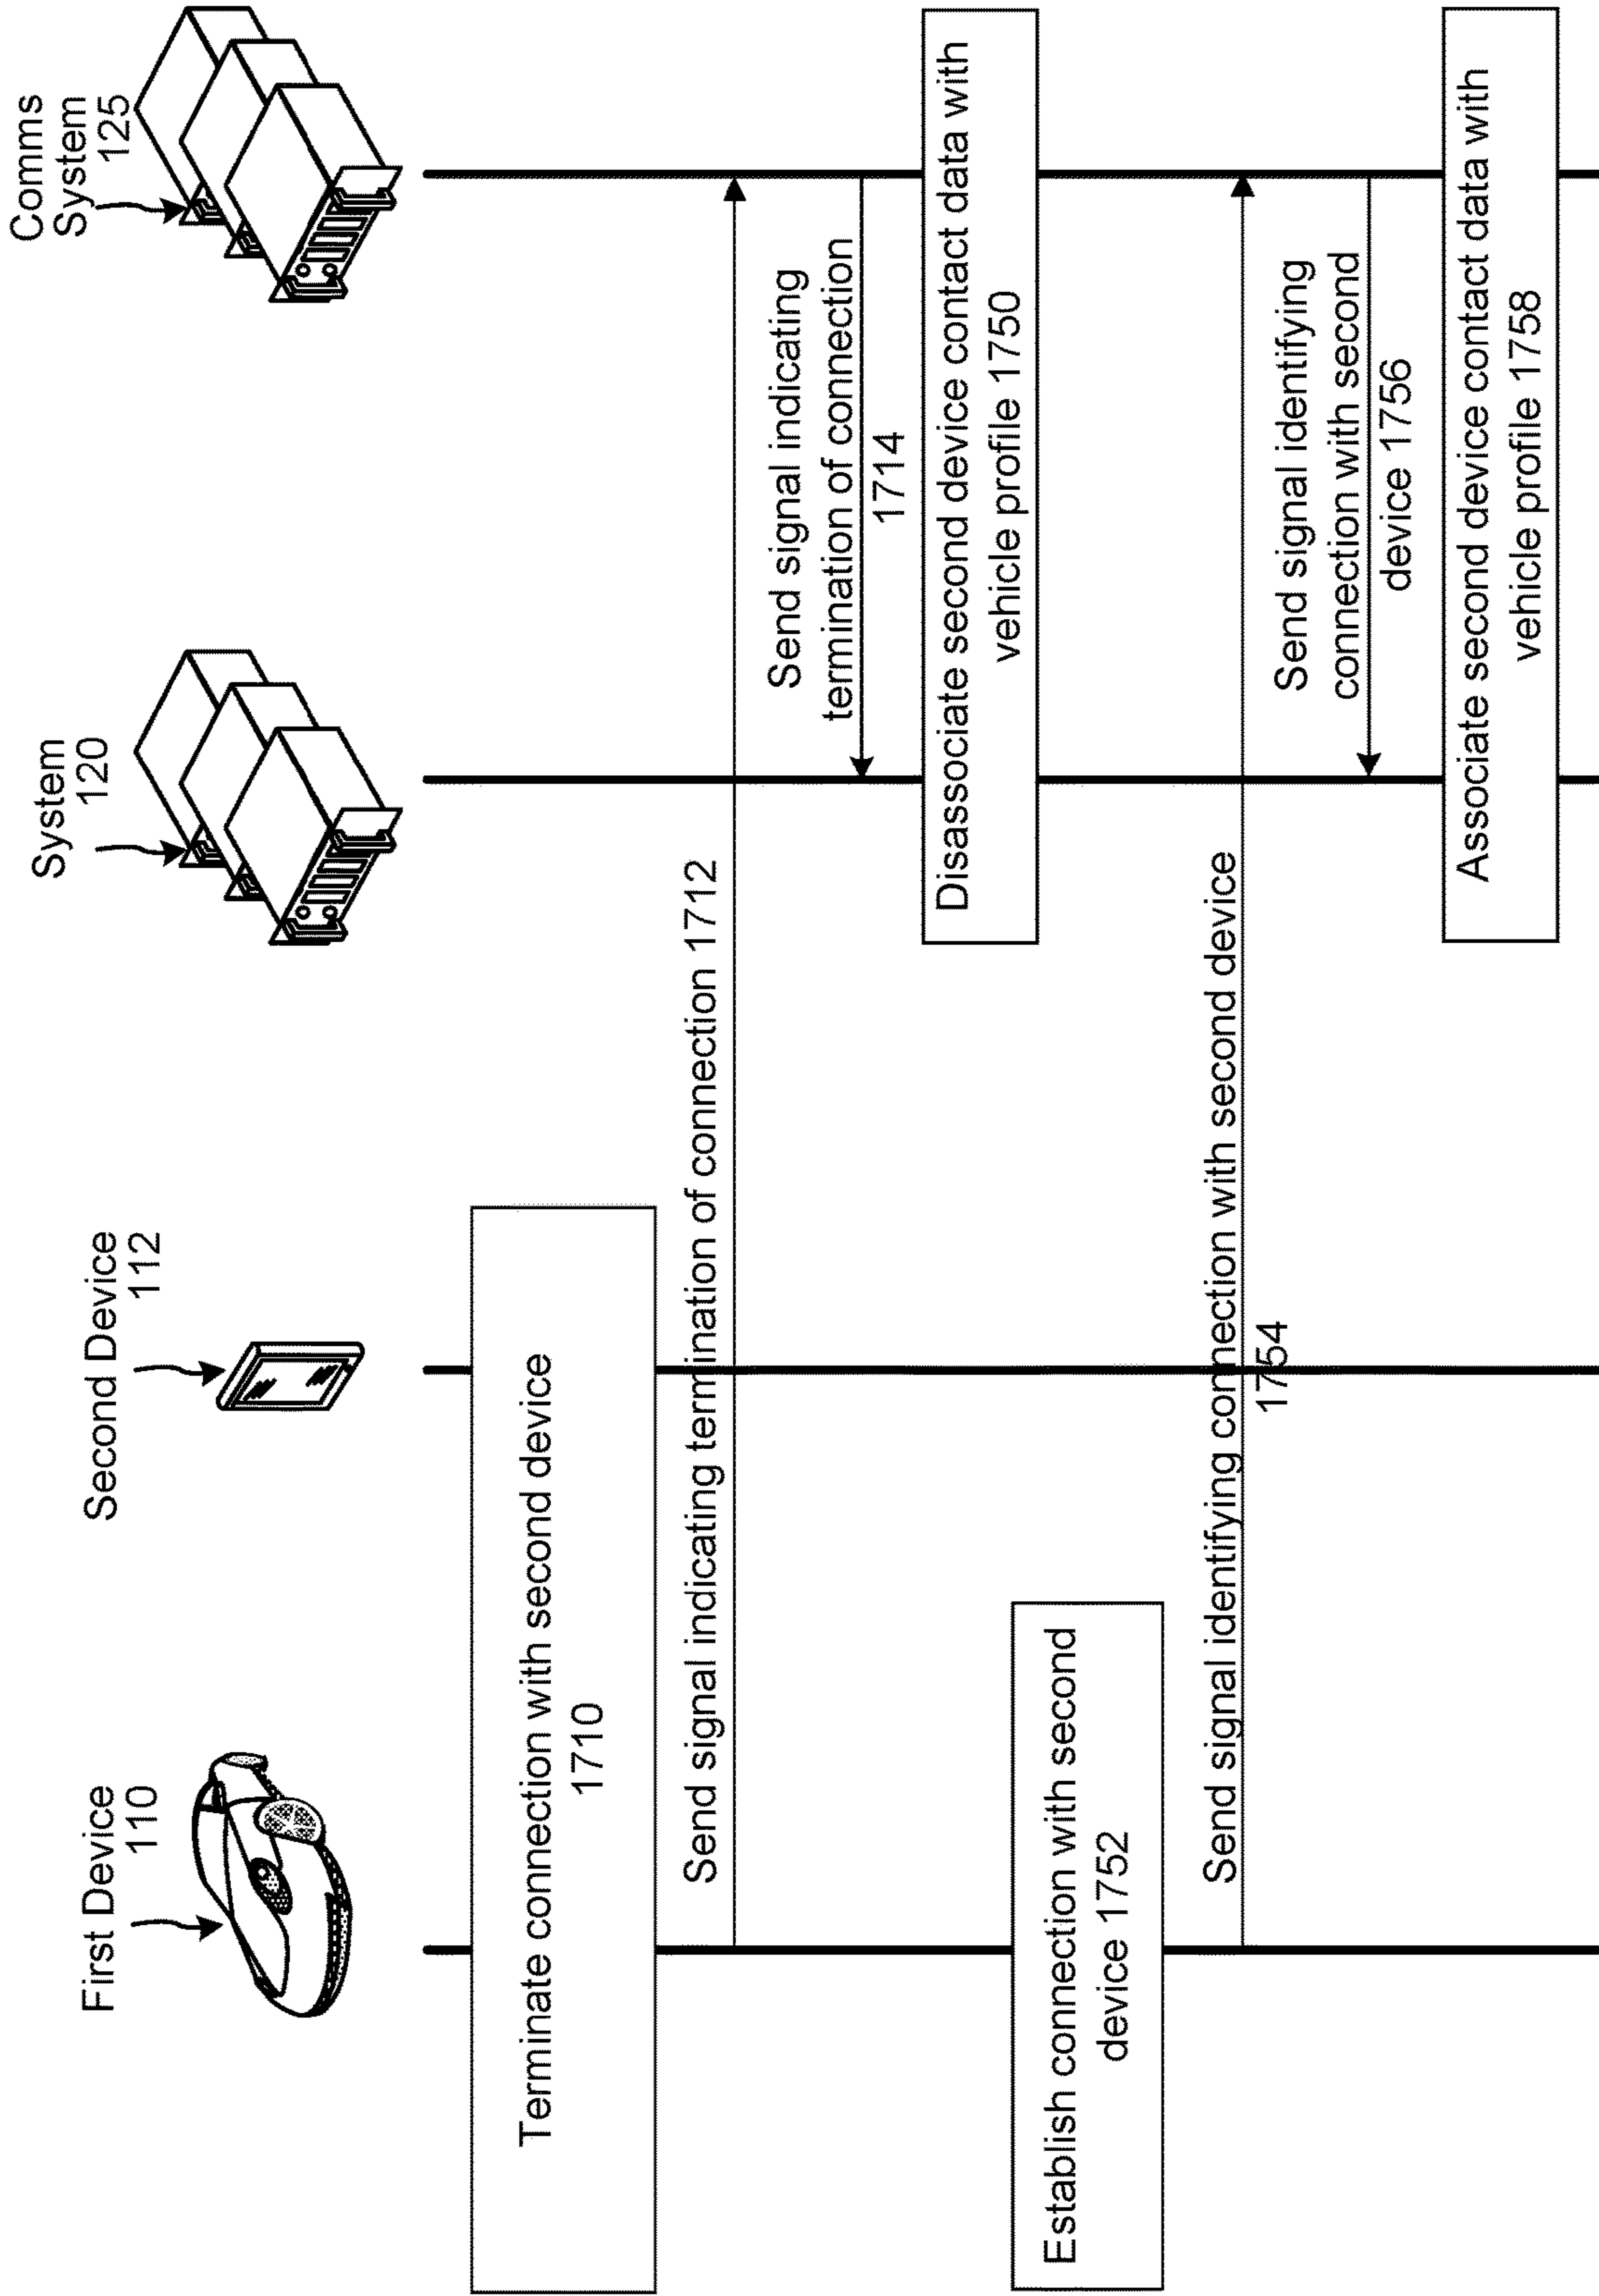 First Device
110
Second Device
112
System
120
Comms
System
125
Terminate connection with second device
1710
Send signal indicating termination of connection 1712
Send signal indicating
termination of connection
1714
Disassociate second device contact data with
vehicle profile 1750
Establish connection with second
device 1752
Send signal identifying connection with second device
1754
Send signal identifying
connection with second
device 1756
Associate second device contact data with
vehicle profile 1758